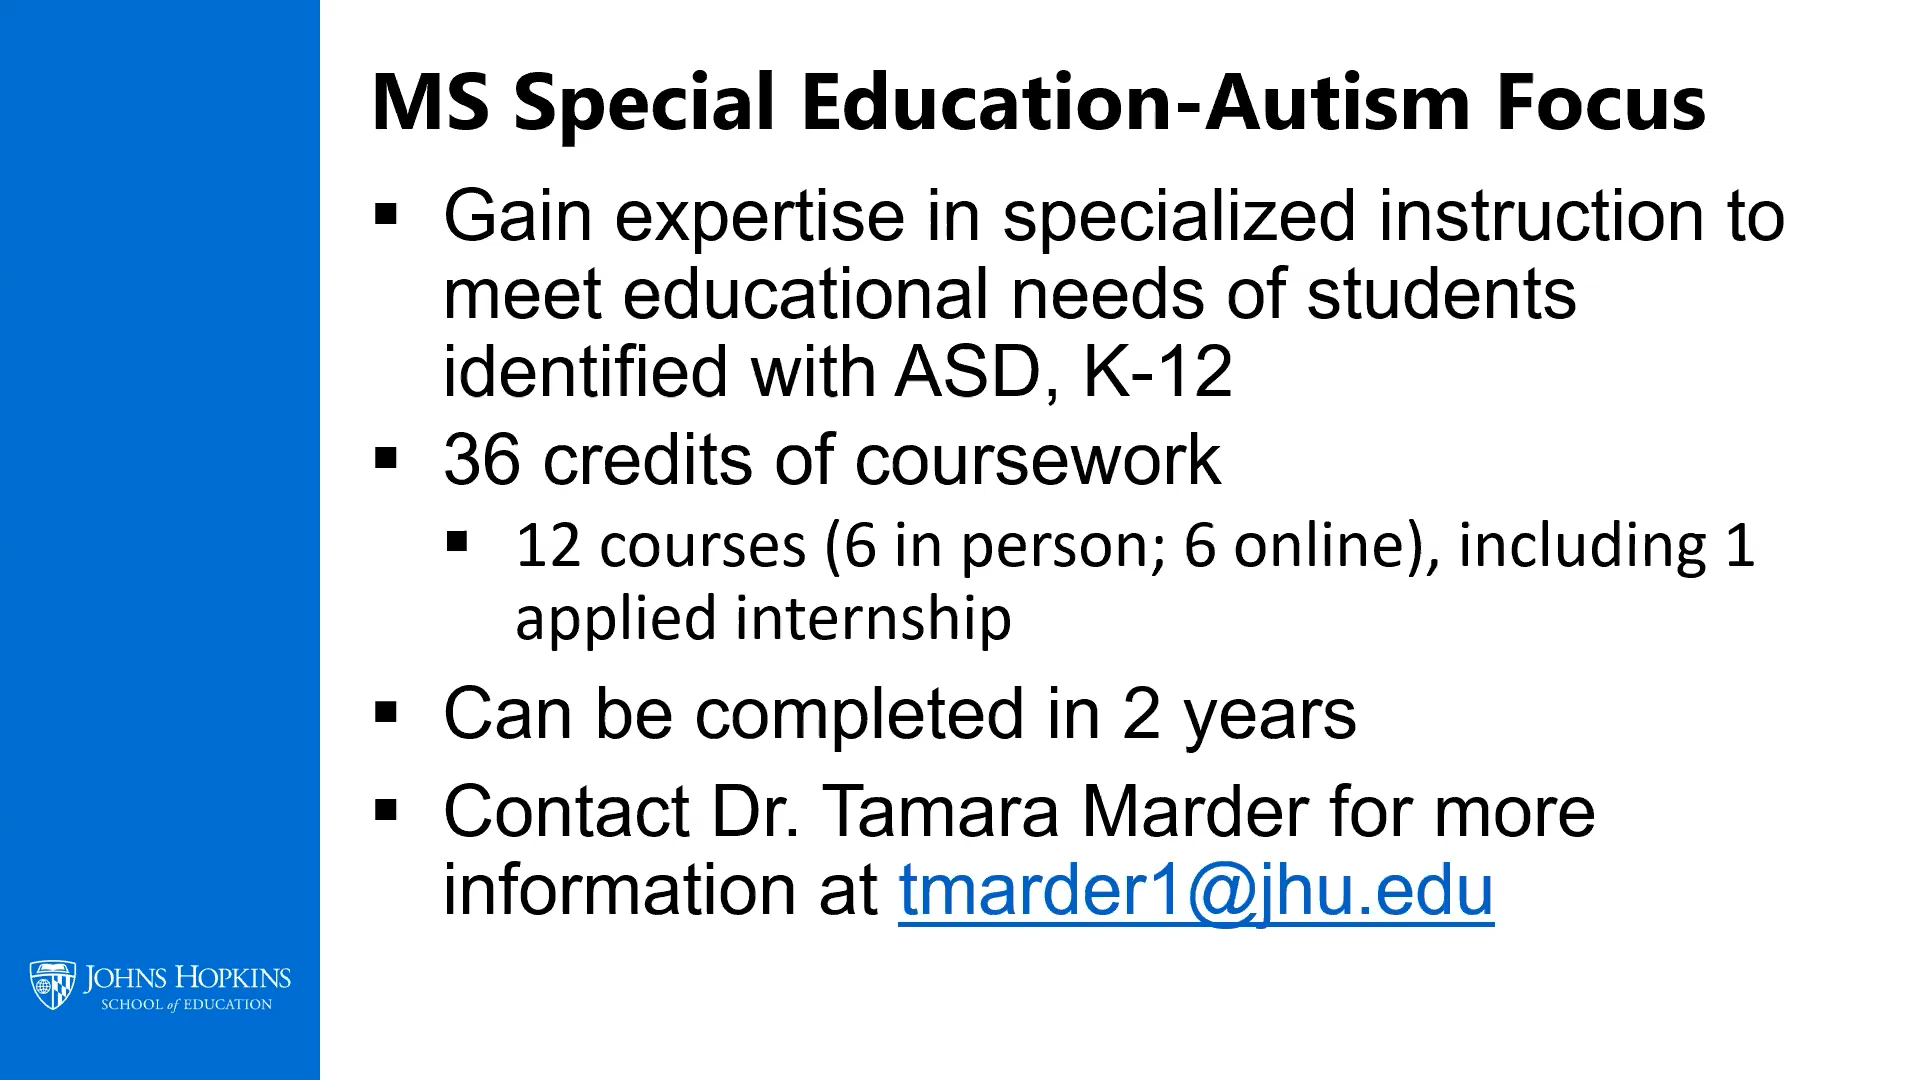 MS Special Education-Autism Focus
▪ Gain expertise in specialized instruction to
meet educational needs of students
identified with ASD, K-12
▪ 36 credits of coursework
▪ 12 courses (6 in person; 6 online), including 1
applied internship
▪ Can be completed in 2 years
▪ Contact Dr. Tamara Marder for more
information at tmarder1@jhu.edu
JOHNS HOPKINS
SCHOOL of EDUCATION